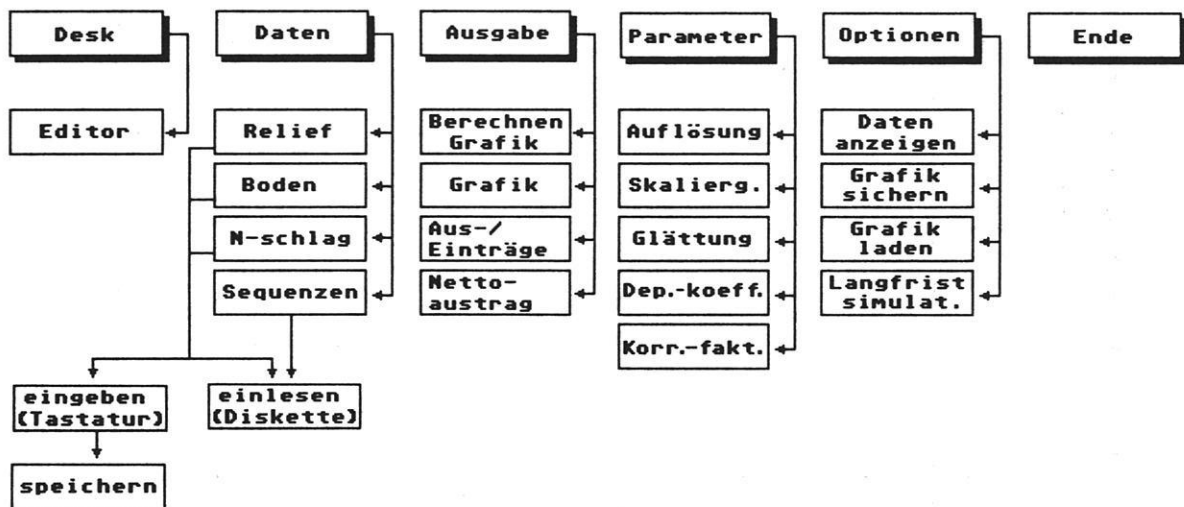 Desk
Daten
Ausgabe
Parameter
Optionen
Ende
Editor
Relief
Boden
N-schlag
Sequenzen
Berechnen
Grafik
Grafik
Aus-/
Einträge
Netto-
austrag
Auflösung
Skalierg.
Glättung
Dep.-koeff.
Korr.-fakt.
Daten
anzeigen
Grafik
sichern
Grafik
laden
Langfrist
simulat.
eingeben
(Tastatur)
einlesen
(Diskette)
speichern